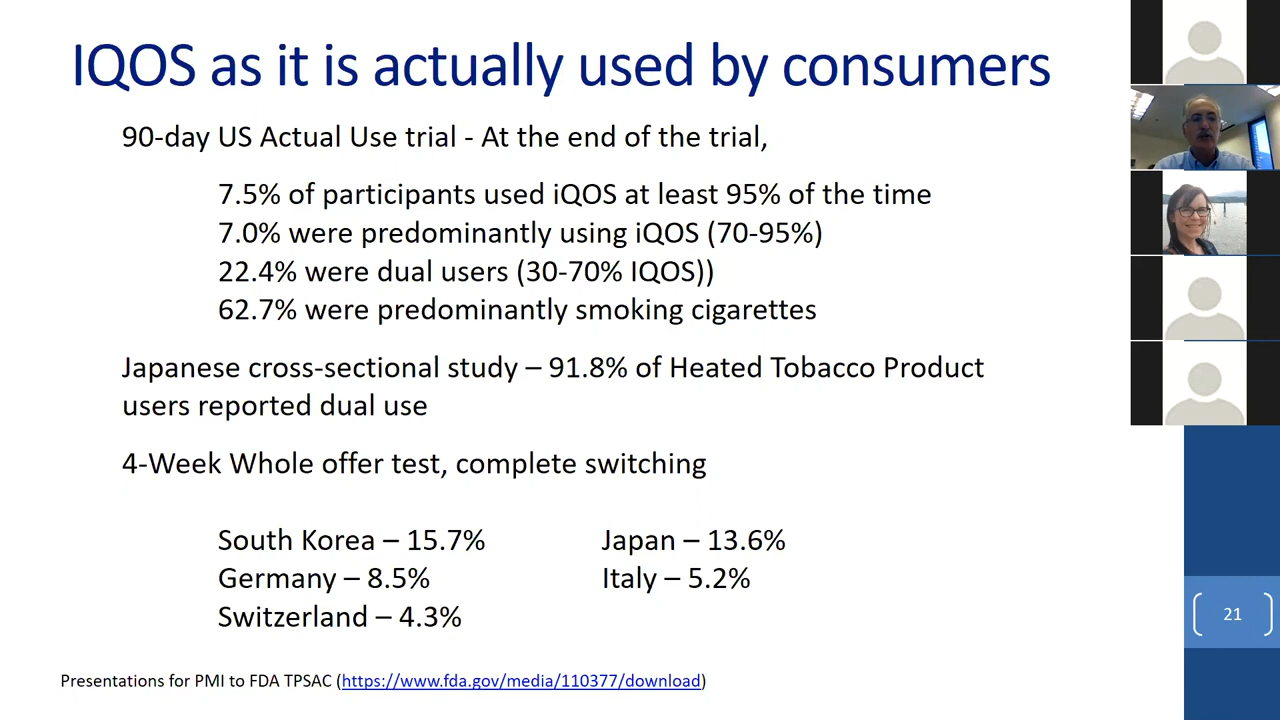 IQOS as it is actually used by consumers
90-day US Actual Use trial - At the end of the trial,
7.5% of participants used iQOS at least 95% of the time
7.0% were predominantly using iQOS (70-95%)
22.4% were dual users (30-70% IQOS))
62.7% were predominantly smoking cigarettes
Japanese cross-sectional study – 91.8% of Heated Tobacco Product
users reported dual use
4-Week Whole offer test, complete switching
South Korea – 15.7% Japan – 13.6%
Germany – 8.5% Italy – 5.2%
Switzerland – 4.3%
21
Presentations for PMI to FDA TPSAC (https://www.fda.gov/media/110377/download)